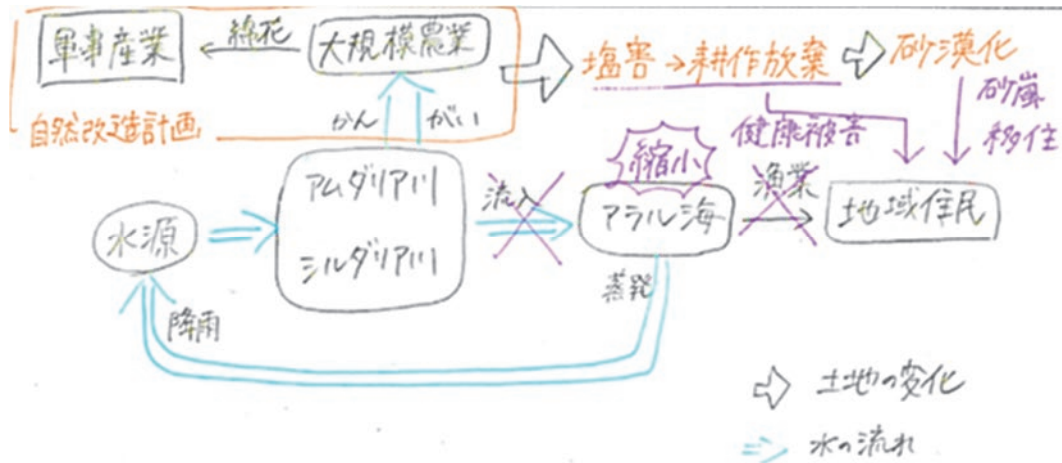 軍事産業
綿花
大規模農業
塩害→耕作放棄
砂漠化
自然改造計画
かん がい
健康被害
砂嵐
移住
縮小
アムダリア川
シルダリア川
流入
アラル海
漁業
地域住民
水源
蒸発
降雨
土地の変化
水の流れ